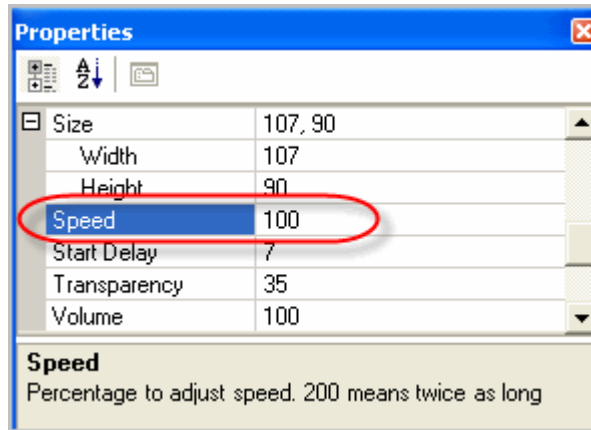 Properties
Size 107, 90
Width 107
Height 90
Speed 100
Start Delay 7
Transparency 35
Volume 100
Speed
Percentage to adjust speed. 200 means twice as long